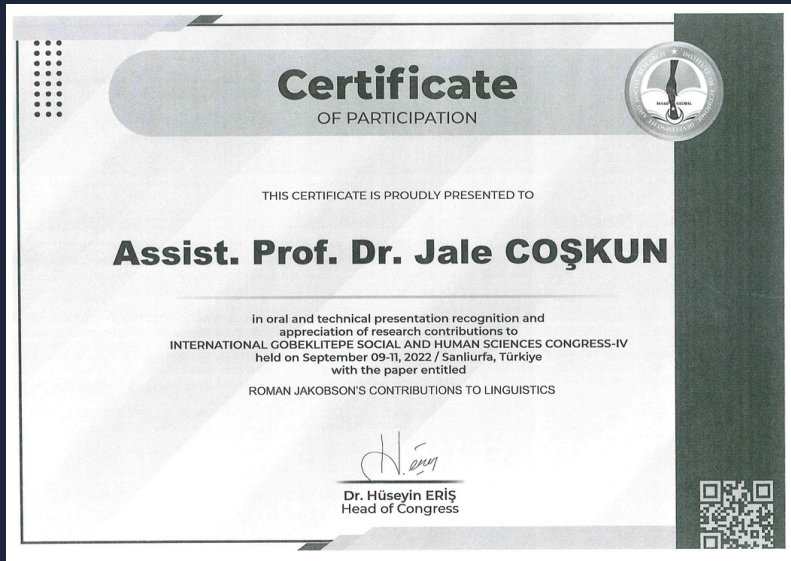 Certificate
OF PARTICIPATION
THIS CERTIFICATE IS PROUDLY PRESENTED TO
Assist. Prof. Dr. Jale COŞKUN
in oral and technical presentation recognition and
appreciation of research contributions to
INTERNATIONAL GOBEKLITEPE SOCIAL AND HUMAN SCIENCES CONGRESS-IV
held on September 09-11, 2022 / Sanliurfa, Türkiye
with the paper entitled
ROMAN JAKOBSON'S CONTRIBUTIONS TO LINGUISTICS
Dr. Hüseyin ERİŞ
Head of Congress